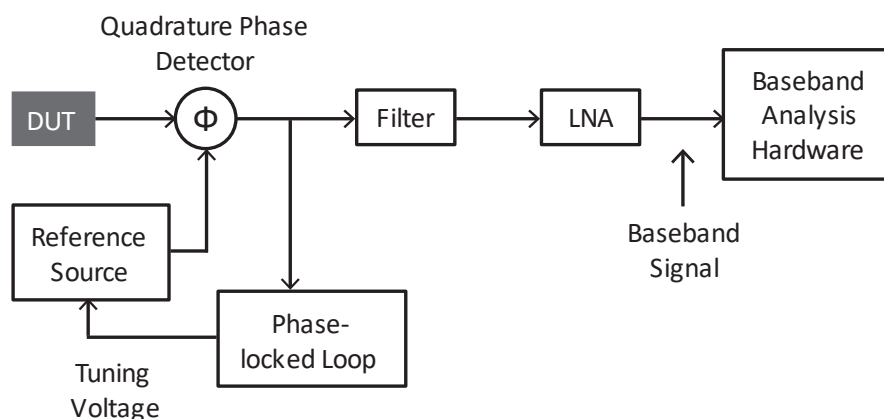 Quadrature Phase
Detector
DUT
Φ
Filter
LNA
Baseband
Analysis
Hardware
Reference
Source
Baseband
Signal
Phase-
locked Loop
Tuning
Voltage